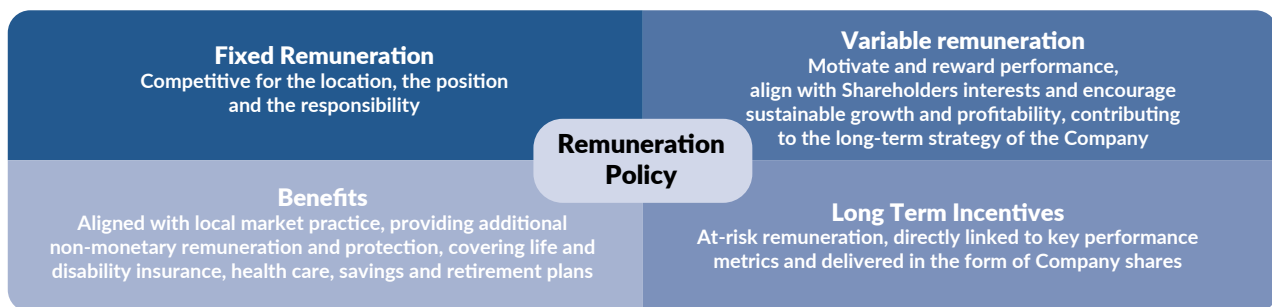 Fixed Remuneration
Competitive for the location, the position
and the responsibility
Variable remuneration
Motivate and reward performance,
align with Shareholders interests and encourage
sustainable growth and profitability, contributing
to the long-term strategy of the Company
Remuneration
Policy
Benefits
Aligned with local market practice, providing additional
non-monetary remuneration and protection, covering life and
disability insurance, health care, savings and retirement plans
Long Term Incentives
At-risk remuneration, directly linked to key performance
metrics and delivered in the form of Company shares